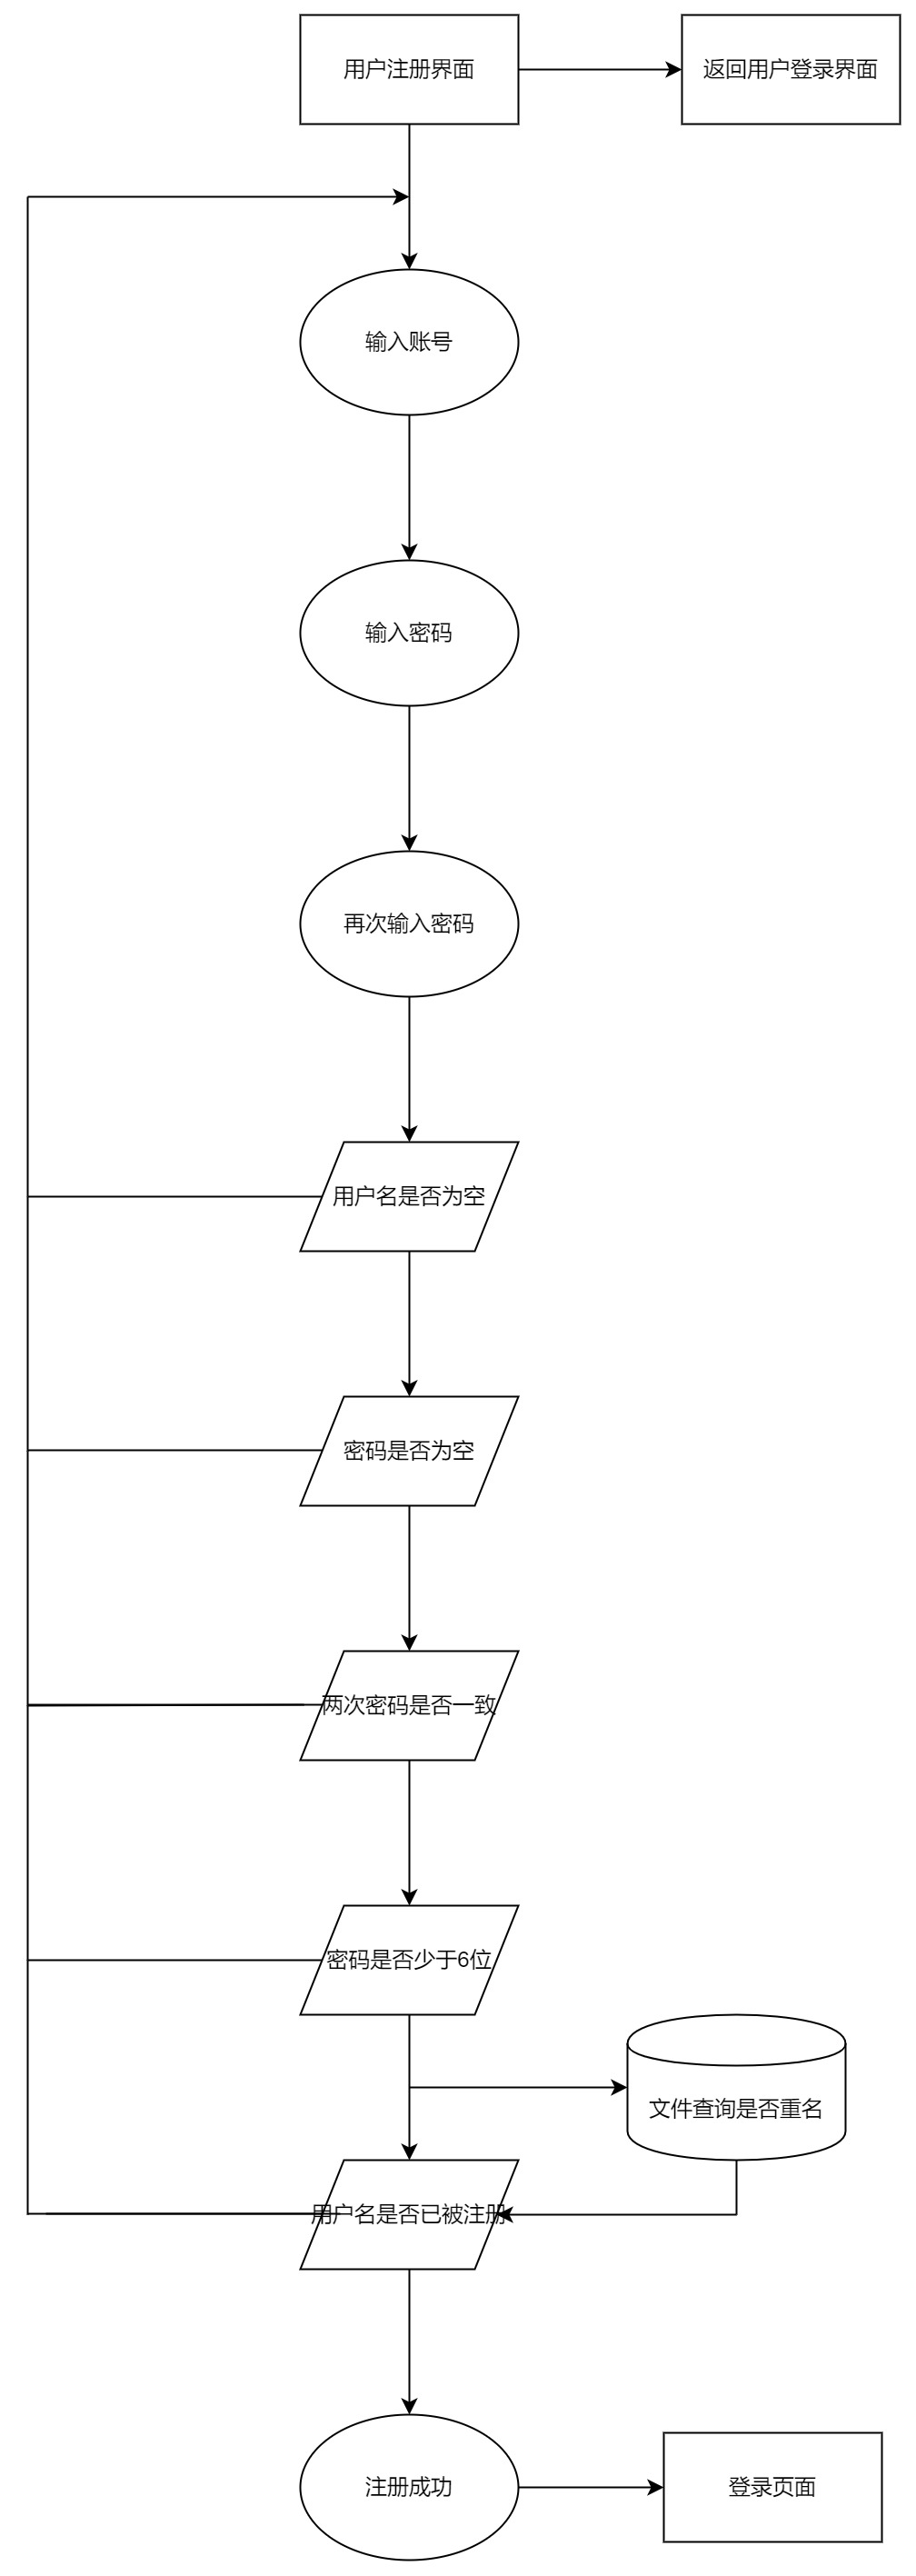 用户注册界面
返回用户登录界面
输入账号
输入密码
再次输入密码
用户名是否为空
密码是否为空
两次密码是否一致
密码是否少于6位
文件查询是否重名
用户名是否已被注册
注册成功
登录页面